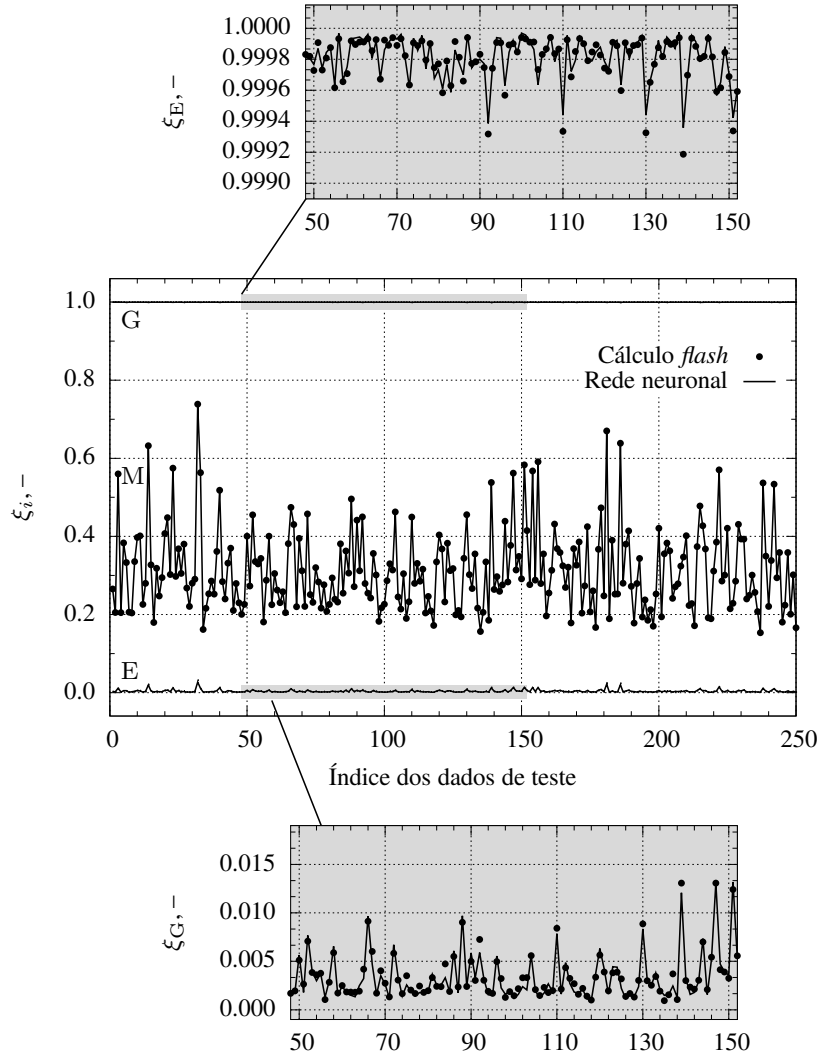 1.0000
0.9998
0.9996
0.9994
0.9992
0.9990
ξE, –
50 70 90 110 130 150
1.0
0.8
0.6
0.4
0.2
0.0
ξi, –
G
M
E
Cálculo flash
Rede neuronal
0 50 100 150 200 250
Índice dos dados de teste
0.015
0.010
0.005
0.000
ξG, –
50 70 90 110 130 150